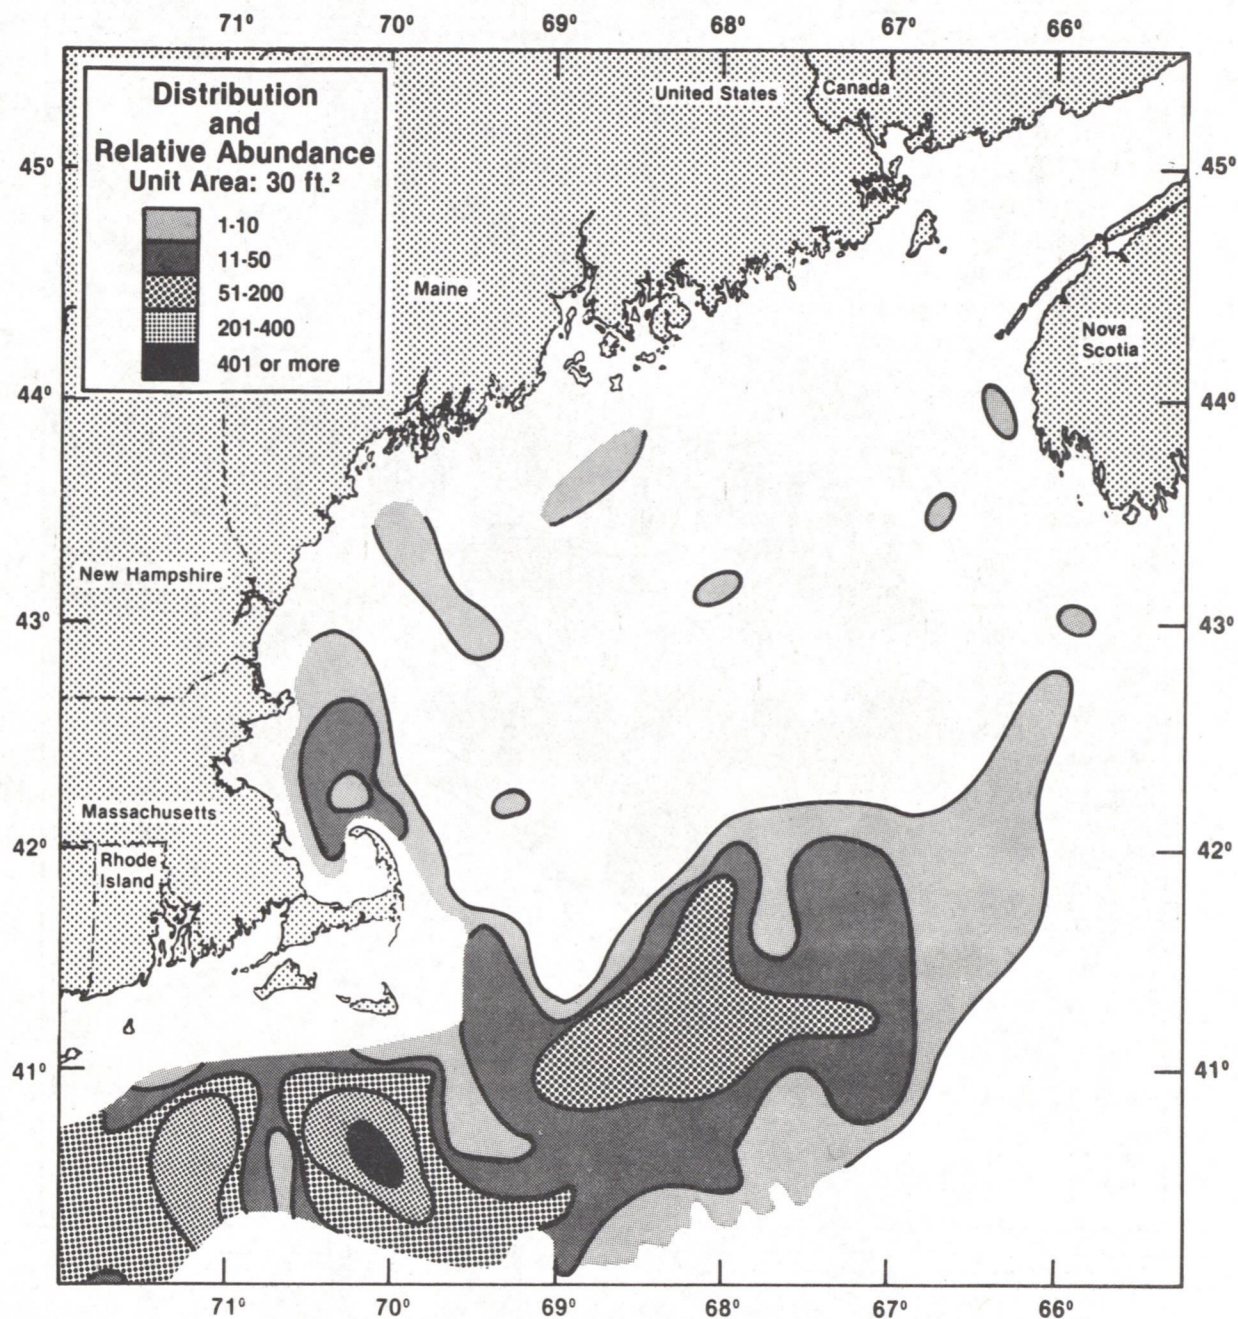 71° 70° 69° 68° 67° 66°
Distribution
and
Relative Abundance
Unit Area: 30 ft.²
1-10
11-50
51-200
201-400
401 or more
United States
Canada
45°
45°
Maine
Nova
Scotia
44°
44°
New Hampshire
43°
43°
Massachusetts
Rhode
Island
42°
42°
41°
41°
71° 70° 69° 68° 67° 66°